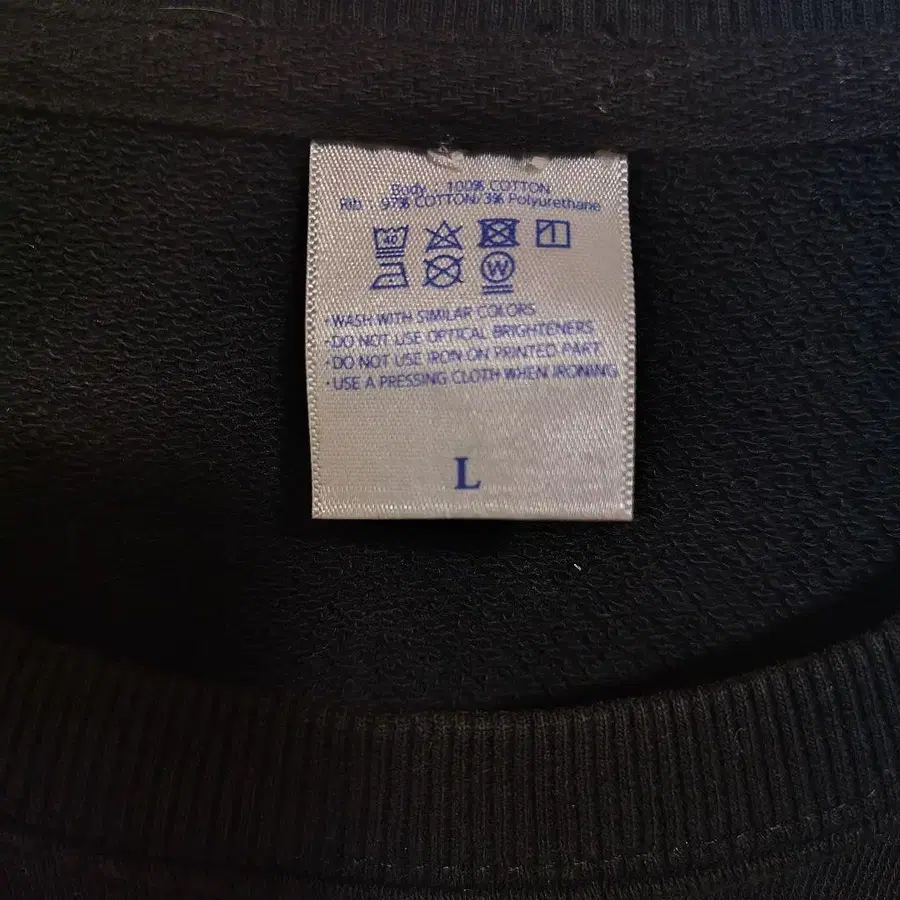 Body 100% COTTON
Rib 97% COTTON/3% Polyurethane
40
W
·WASH WITH SIMILAR COLORS
·DO NOT USE OPTICAL BRIGHTENERS
·DO NOT USE IRON ON PRINTED PART
·USE A PRESSING CLOTH WHEN IRONING
L